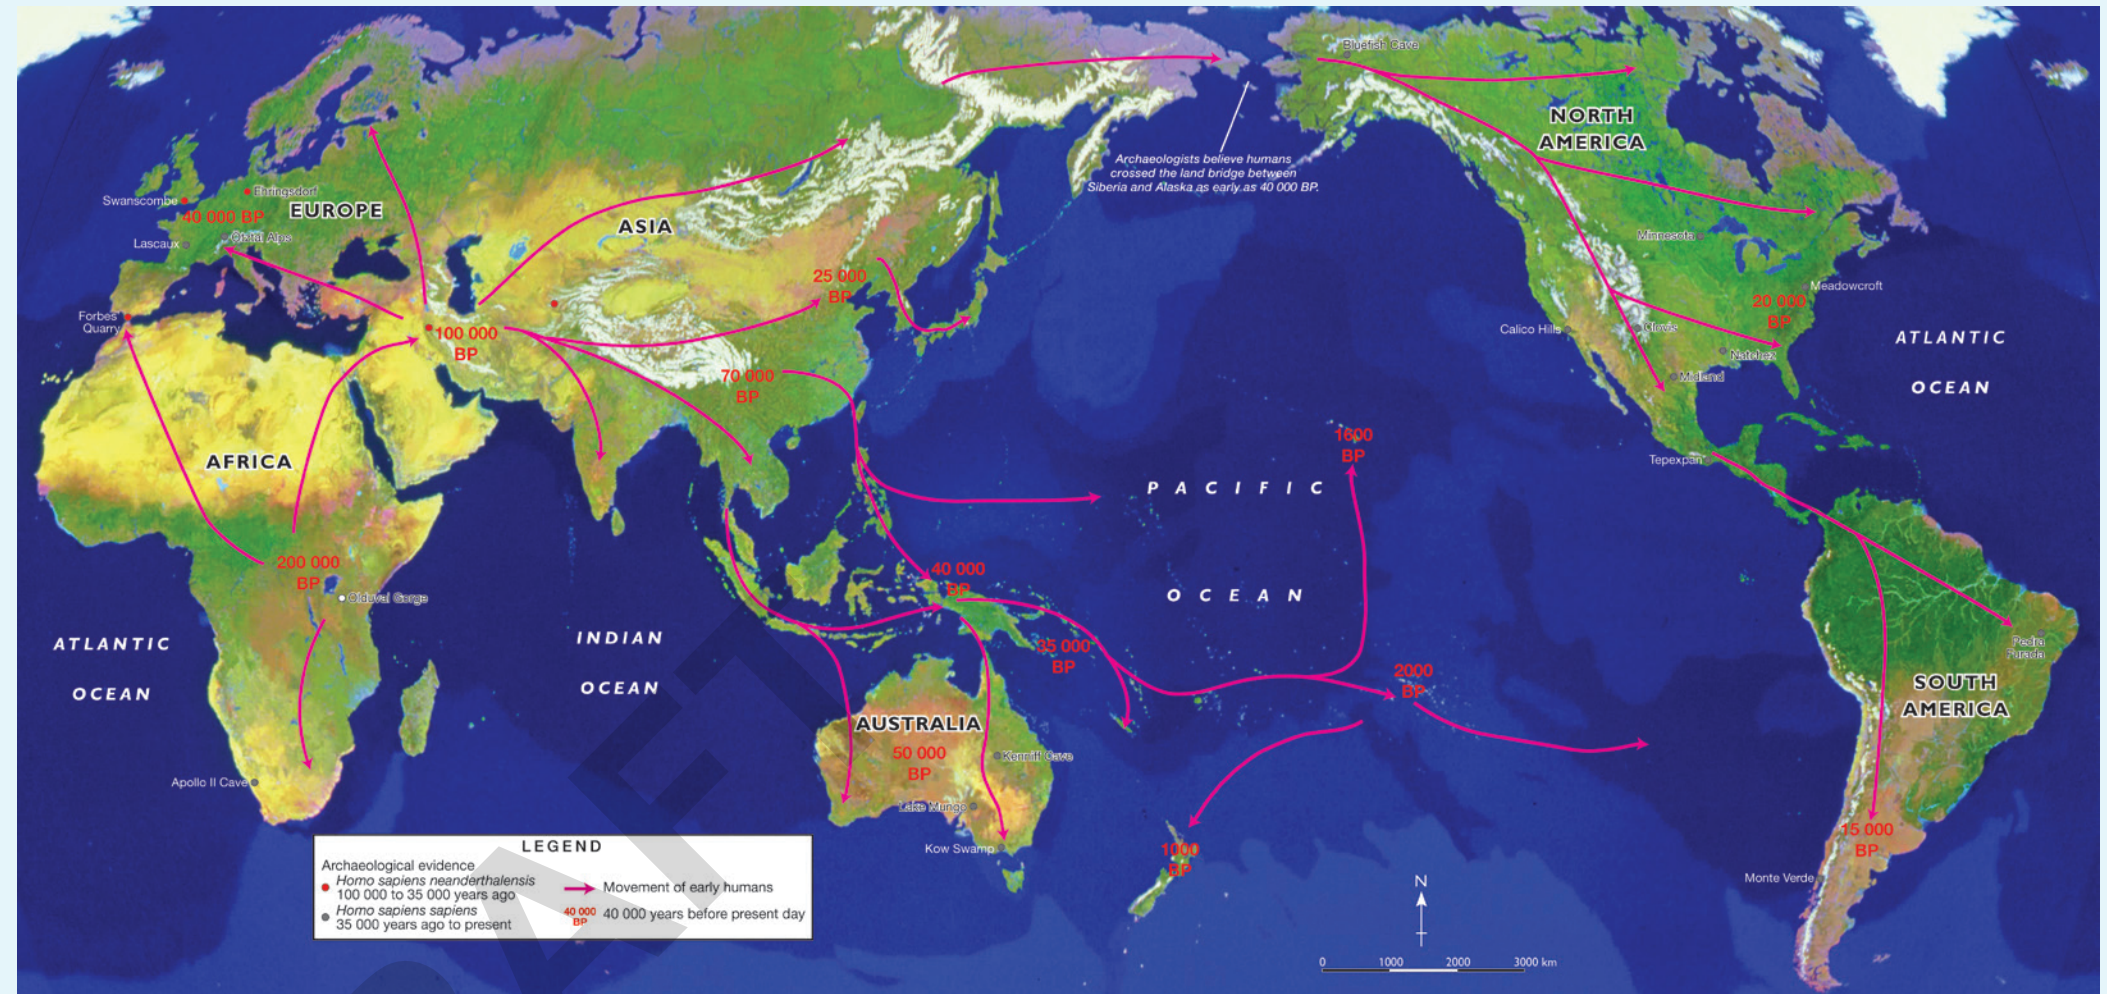 Bluefish Cave
NORTH
AMERICA
Archaeologists believe humans
crossed the land bridge between
Siberia and Alaska as early as 40 000 BP.
Swanscombe
Ehringsdorf
40 000 BP
EUROPE
Otztal Alps
Lascaux
ASIA
Minnesota
25 000
BP
20 000
BP
Meadowcroft
Forbes
Quarry
100 000
BP
Calico Hills
Clovis
Natchez
Midland
ATLANTIC
OCEAN
70 000
BP
1600
BP
Tepexpan
AFRICA
PACIFIC
OCEAN
200 000
BP
Olduvai Gorge
40 000
BP
35 000
BP
ATLANTIC
OCEAN
INDIAN
OCEAN
2000
BP
Pedra
Furada
SOUTH
AMERICA
AUSTRALIA
50 000
BP
Kenniff Cave
Apollo II Cave
Lake Mungo
Kow Swamp
1000
BP
15 000
BP
Monte Verde
LEGEND
Archaeological evidence
Homo sapiens neanderthalensis
100 000 to 35 000 years ago
Homo sapiens sapiens
35 000 years ago to present
Movement of early humans
40 000
BP
40 000 years before present day
N
0 1000 2000 3000 km
DRAFT